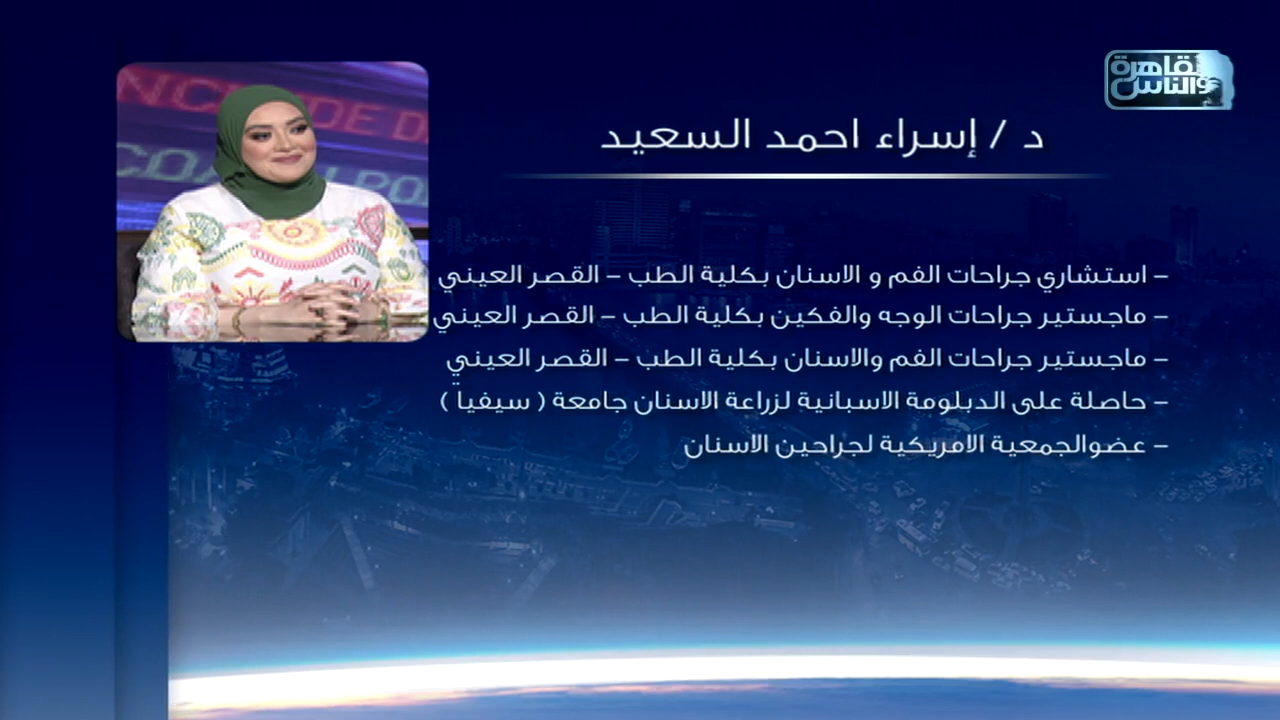 القاهرة
والناس
د / إسراء احمد السعيد
- استشاري جراحات الفم و الاسنان بكلية الطب - القصر العيني
- ماجستير جراحات الوجه والفكين بكلية الطب - القصر العيني
- ماجستير جراحات الفم والاسنان بكلية الطب - القصر العيني
- حاصلة على الدبلومة الاسبانية لزراعة الاسنان جامعة ( سيفيا )
- عضوالجمعية الامريكية لجراحين الاسنان